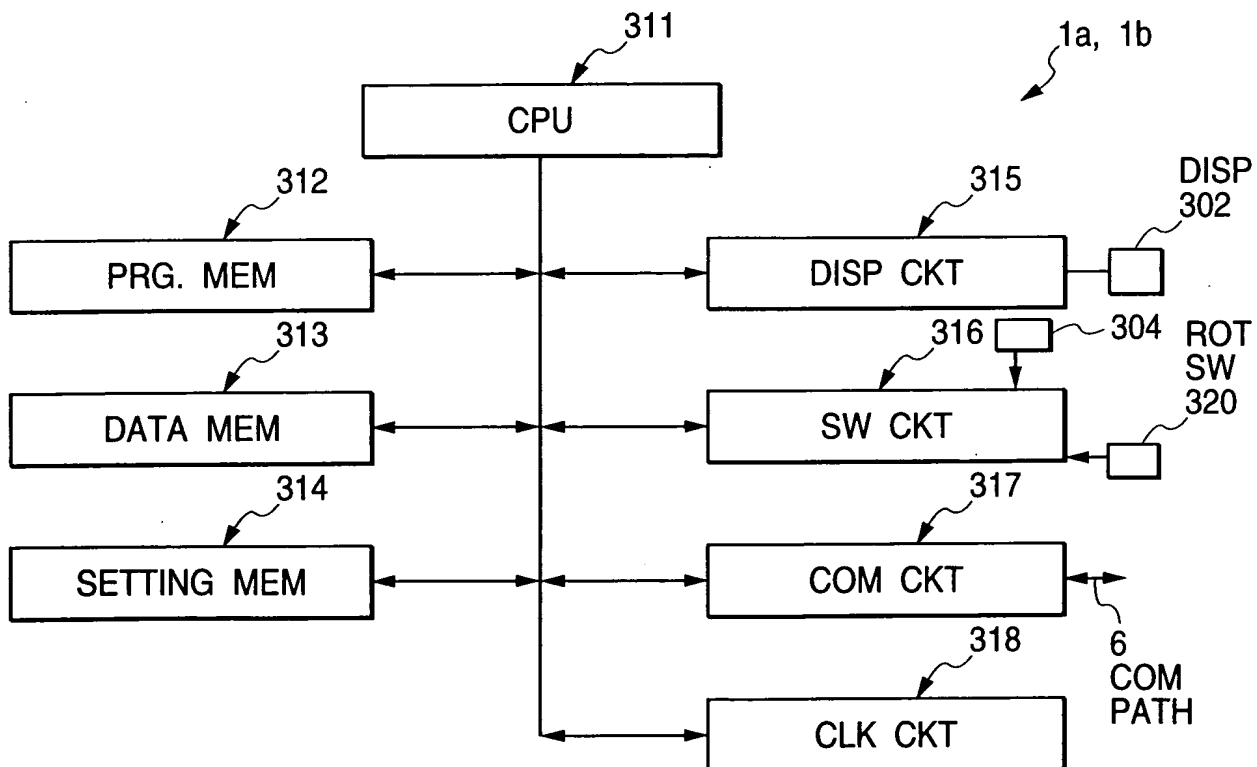 311
1a, 1b
CPU
312
315
DISP
302
PRG. MEM
DISP CKT
313
316
304
ROT
SW
320
DATA MEM
SW CKT
314
317
SETTING MEM
COM CKT
6
COM
PATH
318
CLK CKT